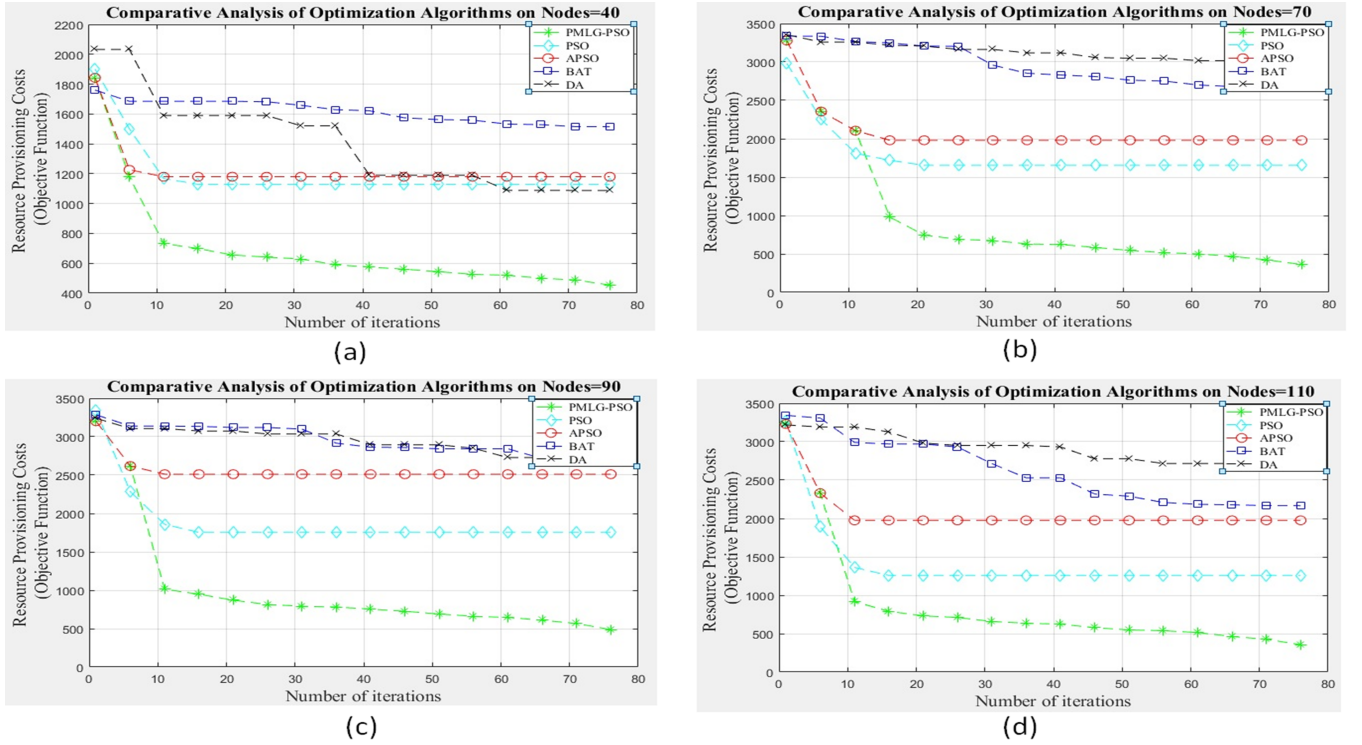 Comparative Analysis of Optimization Algorithms on Nodes=40
Resource Provisioning Costs
(Objective Function)
2200
2000
1800
1600
1400
1200
1000
800
600
400
0
10
20
30
40
50
60
70
80
Number of iterations
PMLG-PSO
PSO
APSO
BAT
DA
(a)
Comparative Analysis of Optimization Algorithms on Nodes=70
Resource Provisioning Costs
(Objective Function)
3500
3000
2500
2000
1500
1000
500
0
0
10
20
30
40
50
60
70
80
Number of iterations
PMLG-PSO
PSO
APSO
BAT
DA
(b)
Comparative Analysis of Optimization Algorithms on Nodes=90
Resource Provisioning Costs
(Objective Function)
3500
3000
2500
2000
1500
1000
500
0
0
10
20
30
40
50
60
70
80
Number of iterations
PMLG-PSO
PSO
APSO
BAT
DA
(c)
Comparative Analysis of Optimization Algorithms on Nodes=110
Resource Provisioning Costs
(Objective Function)
3500
3000
2500
2000
1500
1000
500
0
0
10
20
30
40
50
60
70
80
Number of iterations
PMLG-PSO
PSO
APSO
BAT
DA
(d)